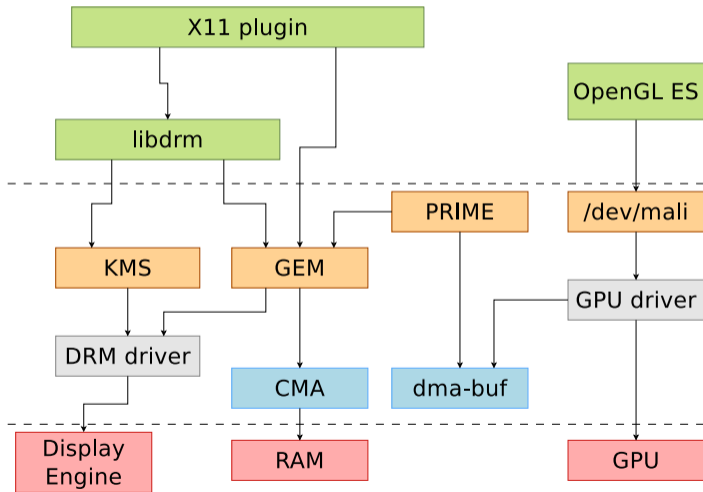 X11 plugin
OpenGL ES
libdrm
PRIME
/dev/mali
KMS
GEM
GPU driver
DRM driver
CMA
dma-buf
Display
Engine
RAM
GPU